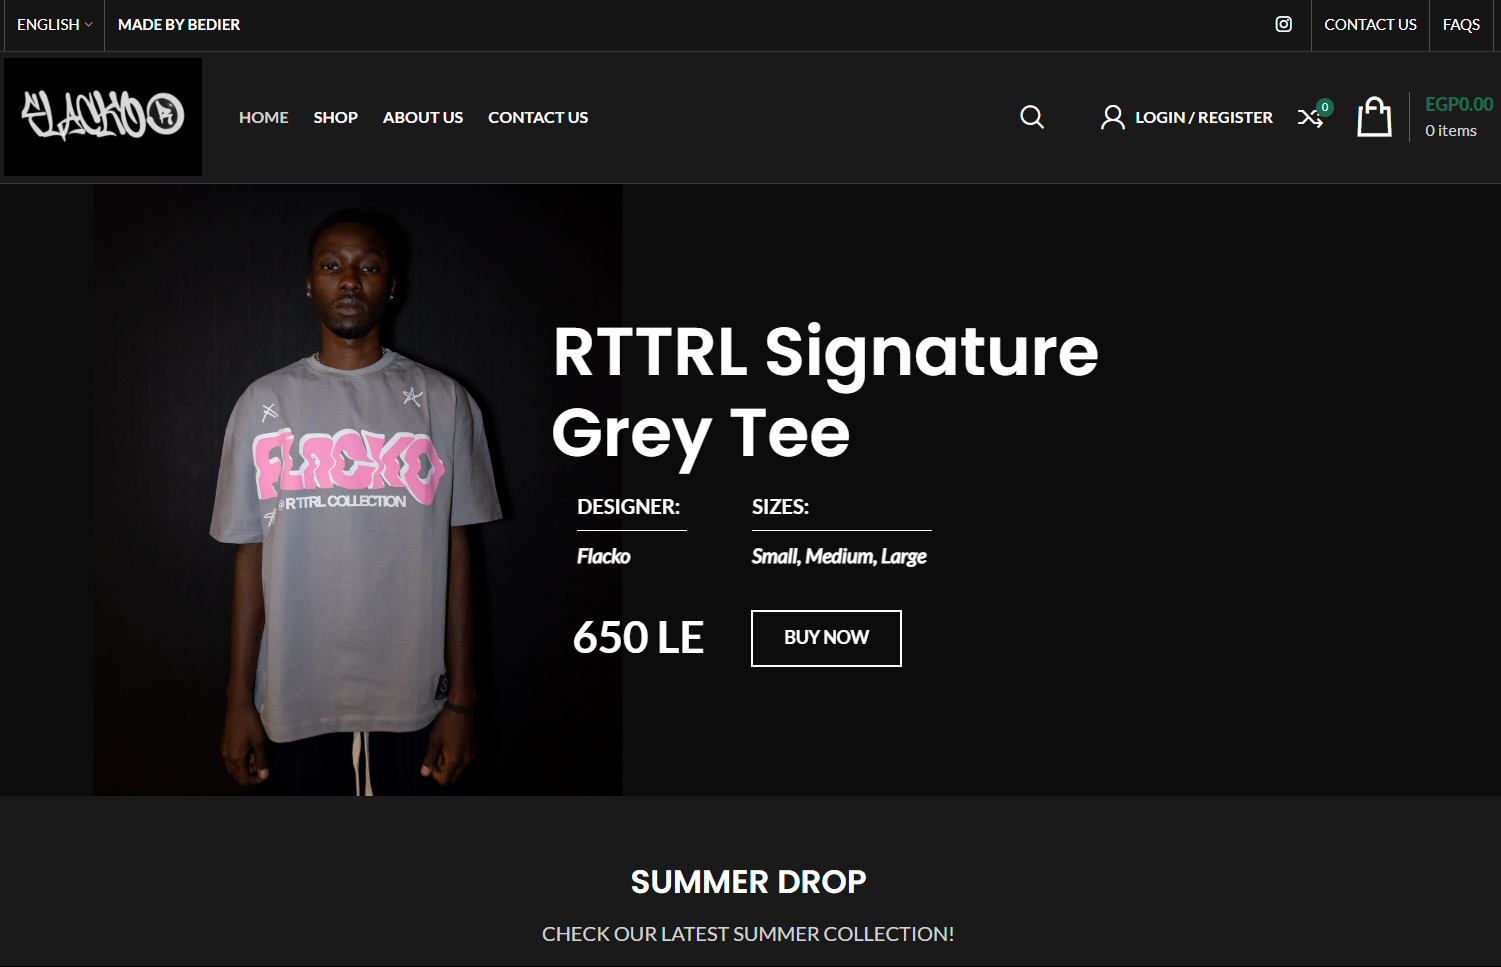 ENGLISH
MADE BY BEDIER
CONTACT US
FAQS
FLACKO R
HOME
SHOP
ABOUT US
CONTACT US
LOGIN / REGISTER
0
EGP0.00
0 items
RTTRL Signature
Grey Tee
FLACKO
@RTTRL COLLECTION
DESIGNER:
SIZES:
Flacko
Small, Medium, Large
650 LE
BUY NOW
SUMMER DROP
CHECK OUR LATEST SUMMER COLLECTION!